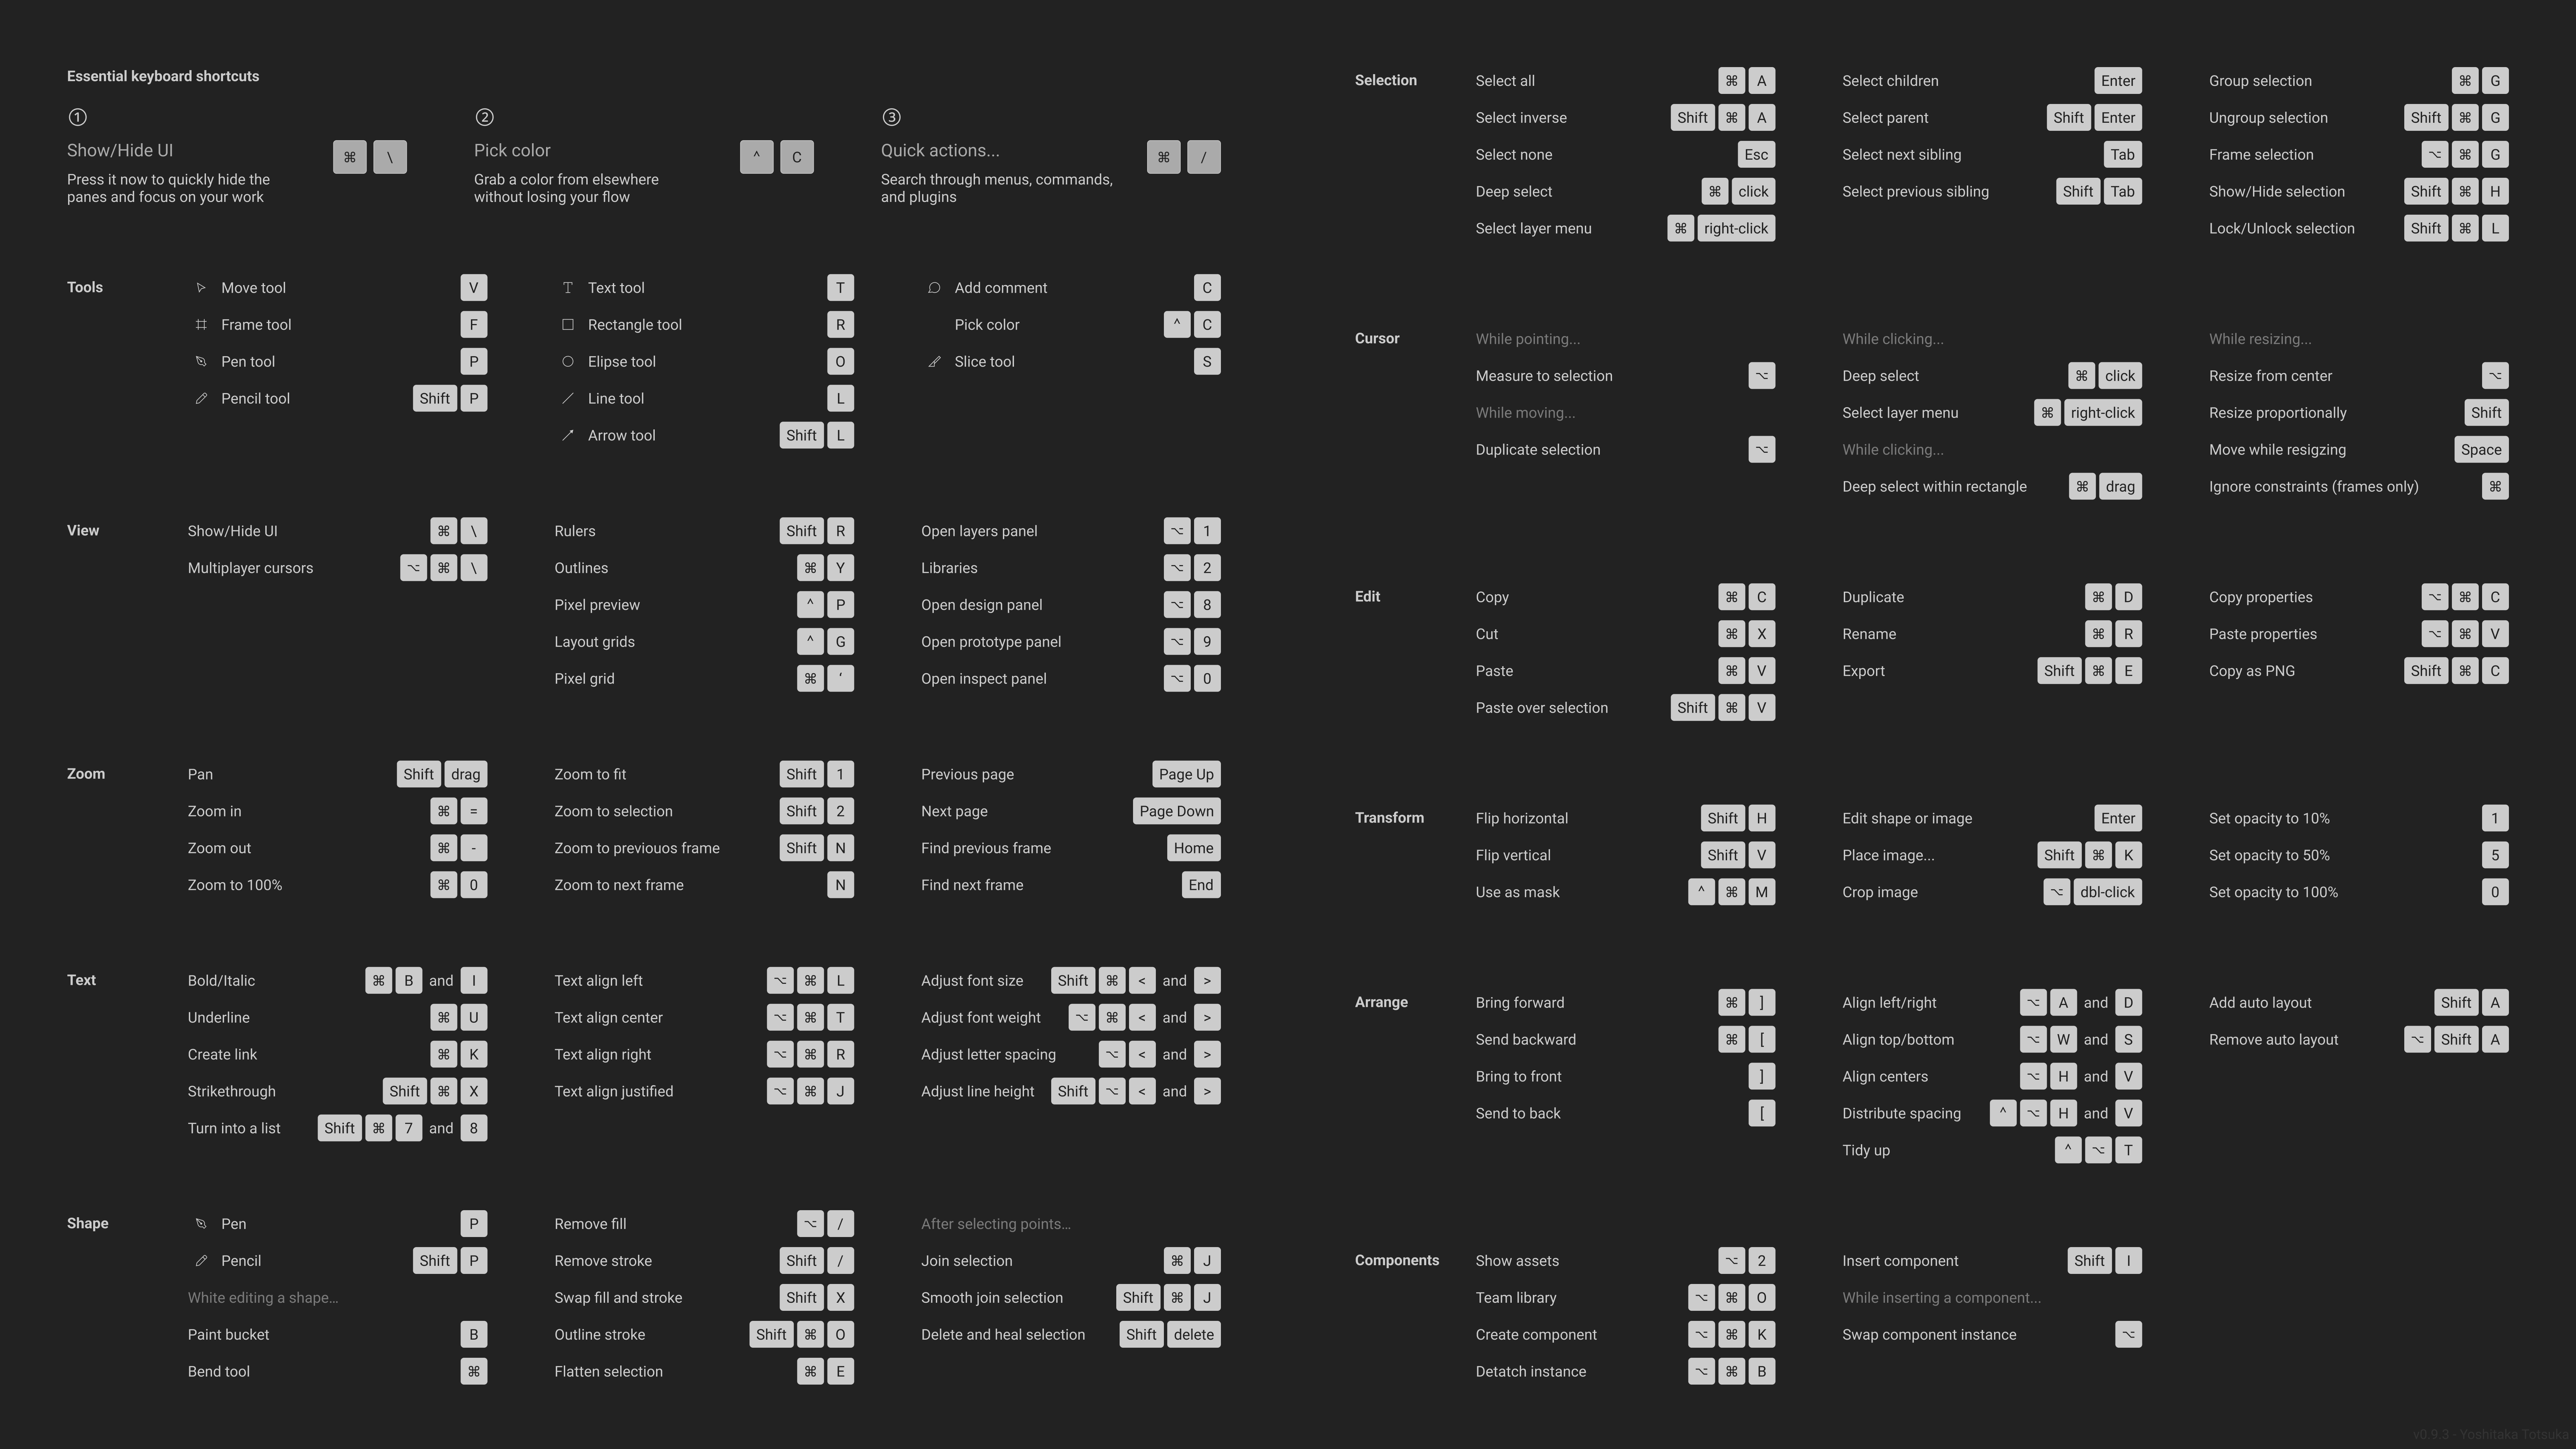 Essential keyboard shortcuts
① ② ③
Show/Hide UI ⌘ \
Press it now to quickly hide the
panes and focus on your work
Pick color ^ C
Grab a color from elsewhere
without losing your flow
Quick actions... ⌘ /
Search through menus, commands,
and plugins
Tools
Move tool V
Frame tool F
Pen tool P
Pencil tool Shift P
Text tool T
Rectangle tool R
Elipse tool O
Line tool L
Arrow tool Shift L
Add comment C
Pick color ^ C
Slice tool S
View
Show/Hide UI ⌘ \
Multiplayer cursors ⌥ ⌘ \
Rulers Shift R
Outlines ⌘ Y
Pixel preview ^ P
Layout grids ^ G
Pixel grid ⌘ ‘
Open layers panel ⌥ 1
Libraries ⌥ 2
Open design panel ⌥ 8
Open prototype panel ⌥ 9
Open inspect panel ⌥ 0
Zoom
Pan Shift drag
Zoom in ⌘ =
Zoom out ⌘ -
Zoom to 100% ⌘ 0
Zoom to fit Shift 1
Zoom to selection Shift 2
Zoom to previouos frame Shift N
Zoom to next frame N
Previous page Page Up
Next page Page Down
Find previous frame Home
Find next frame End
Text
Bold/Italic ⌘ B and I
Underline ⌘ U
Create link ⌘ K
Strikethrough Shift ⌘ X
Turn into a list Shift ⌘ 7 and 8
Text align left ⌥ ⌘ L
Text align center ⌥ ⌘ T
Text align right ⌥ ⌘ R
Text align justified ⌥ ⌘ J
Adjust font size Shift ⌘ < and >
Adjust font weight ⌥ ⌘ < and >
Adjust letter spacing ⌥ < and >
Adjust line height Shift ⌥ < and >
Shape
Pen P
Pencil Shift P
White editing a shape...
Paint bucket B
Bend tool ⌘
Remove fill ⌥ /
Remove stroke Shift /
Swap fill and stroke Shift X
Outline stroke Shift ⌘ O
Flatten selection ⌘ E
After selecting points...
Join selection ⌘ J
Smooth join selection Shift ⌘ J
Delete and heal selection Shift delete
Selection
Select all ⌘ A
Select inverse Shift ⌘ A
Select none Esc
Deep select ⌘ click
Select layer menu ⌘ right-click
Select children Enter
Select parent Shift Enter
Select next sibling Tab
Select previous sibling Shift Tab
Group selection ⌘ G
Ungroup selection Shift ⌘ G
Frame selection ⌥ ⌘ G
Show/Hide selection Shift ⌘ H
Lock/Unlock selection Shift ⌘ L
Cursor
While pointing...
Measure to selection ⌥
While moving...
Duplicate selection ⌥
While clicking...
Deep select ⌘ click
Select layer menu ⌘ right-click
While clicking...
Deep select within rectangle ⌘ drag
While resizing...
Resize from center ⌥
Resize proportionally Shift
Move while resigzing Space
Ignore constraints (frames only) ⌘
Edit
Copy ⌘ C
Cut ⌘ X
Paste ⌘ V
Paste over selection Shift ⌘ V
Duplicate ⌘ D
Rename ⌘ R
Export Shift ⌘ E
Copy properties ⌥ ⌘ C
Paste properties ⌥ ⌘ V
Copy as PNG Shift ⌘ C
Transform
Flip horizontal Shift H
Flip vertical Shift V
Use as mask ^ ⌘ M
Edit shape or image Enter
Place image... Shift ⌘ K
Crop image ⌥ dbl-click
Set opacity to 10% 1
Set opacity to 50% 5
Set opacity to 100% 0
Arrange
Bring forward ⌘ ]
Send backward ⌘ [
Bring to front ]
Send to back [
Align left/right ⌥ A and D
Align top/bottom ⌥ W and S
Align centers ⌥ H and V
Distribute spacing ^ ⌥ H and V
Tidy up ^ ⌥ T
Add auto layout Shift A
Remove auto layout ⌥ Shift A
Components
Show assets ⌥ 2
Team library ⌥ ⌘ O
Create component ⌥ ⌘ K
Detatch instance ⌥ ⌘ B
Insert component Shift I
While inserting a component...
Swap component instance ⌥
v0.9.3 - Yoshitaka Totsuka